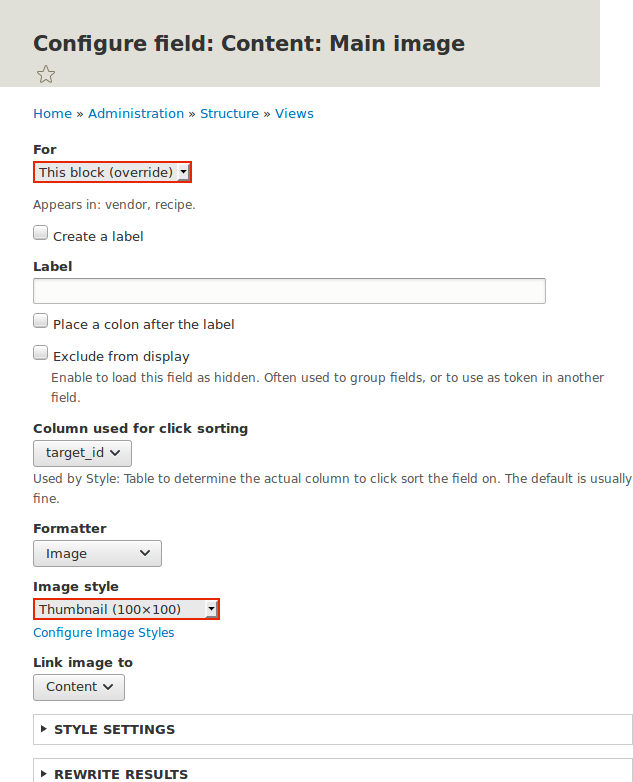 Configure field: Content: Main image
Home » Administration » Structure » Views
For
This block (override)
Appears in: vendor, recipe.
Create a label
Label
Place a colon after the label
Exclude from display
Enable to load this field as hidden. Often used to group fields, or to use as token in another
field.
Column used for click sorting
target_id
Used by Style: Table to determine the actual column to click sort the field on. The default is usually
fine.
Formatter
Image
Image style
Thumbnail (100×100)
Configure Image Styles
Link image to
Content
STYLE SETTINGS
REWRITE RESULTS